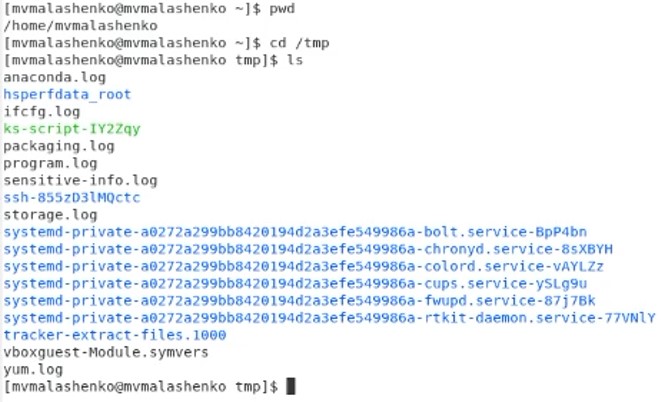 [mvmalashenko@mvmalashenko ~]$ pwd
/home/mvmalashenko
[mvmalashenko@mvmalashenko ~]$ cd /tmp
[mvmalashenko@mvmalashenko tmp]$ ls
anaconda.log
hsperfdata_root
ifcfg.log
ks-script-IY2Zqy
packaging.log
program.log
sensitive-info.log
ssh-855zD3lMQctc
storage.log
systemd-private-a0272a299bb8420194d2a3efe549986a-bolt.service-BpP4bn
systemd-private-a0272a299bb8420194d2a3efe549986a-chronyd.service-8sXBYH
systemd-private-a0272a299bb8420194d2a3efe549986a-colord.service-vAYLZz
systemd-private-a0272a299bb8420194d2a3efe549986a-cups.service-ySLg9u
systemd-private-a0272a299bb8420194d2a3efe549986a-fwupd.service-87j7Bk
systemd-private-a0272a299bb8420194d2a3efe549986a-rtkit-daemon.service-77VNlY
tracker-extract-files.1000
vboxguest-Module.symvers
yum.log
[mvmalashenko@mvmalashenko tmp]$